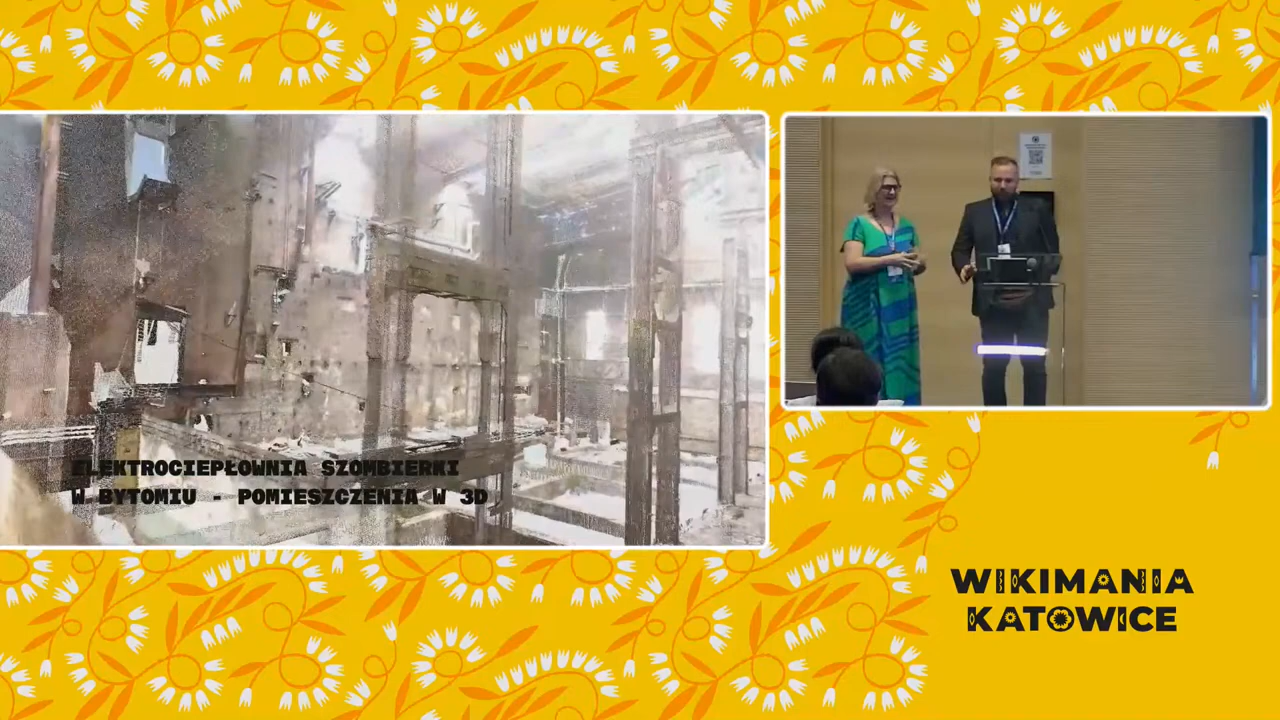 ELEKTROCIEPŁOWNIA SZOMBIERKI
W BYTOMIU - POMIESZCZENIA W 3D
WIKIMANIA
KATOWICE